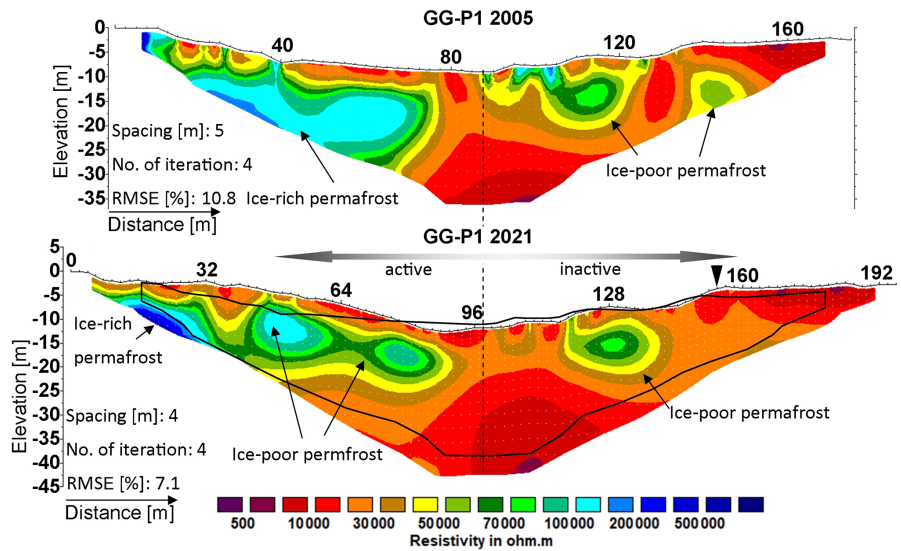 GG-P1 2005
0
-5
-10
-15
-20
-25
-30
-35
Elevation [m]
40
80
120
160
Spacing [m]: 5
No. of iteration: 4
RMSE [%]: 10.8
Distance [m]
Ice-rich permafrost
Ice-poor permafrost
GG-P1 2021
active
inactive
5
0
-5
-10
-15
-20
-25
-30
-35
-40
-45
Elevation [m]
0
32
64
96
128
160
192
Ice-rich
permafrost
Spacing [m]: 4
No. of iteration: 4
RMSE [%]: 7.1
Distance [m]
Ice-poor permfrost
Ice-poor permafrost
500 10 000 30 000 50 000 70 000 100 000 200 000 500 000
Resistivity in ohm.m